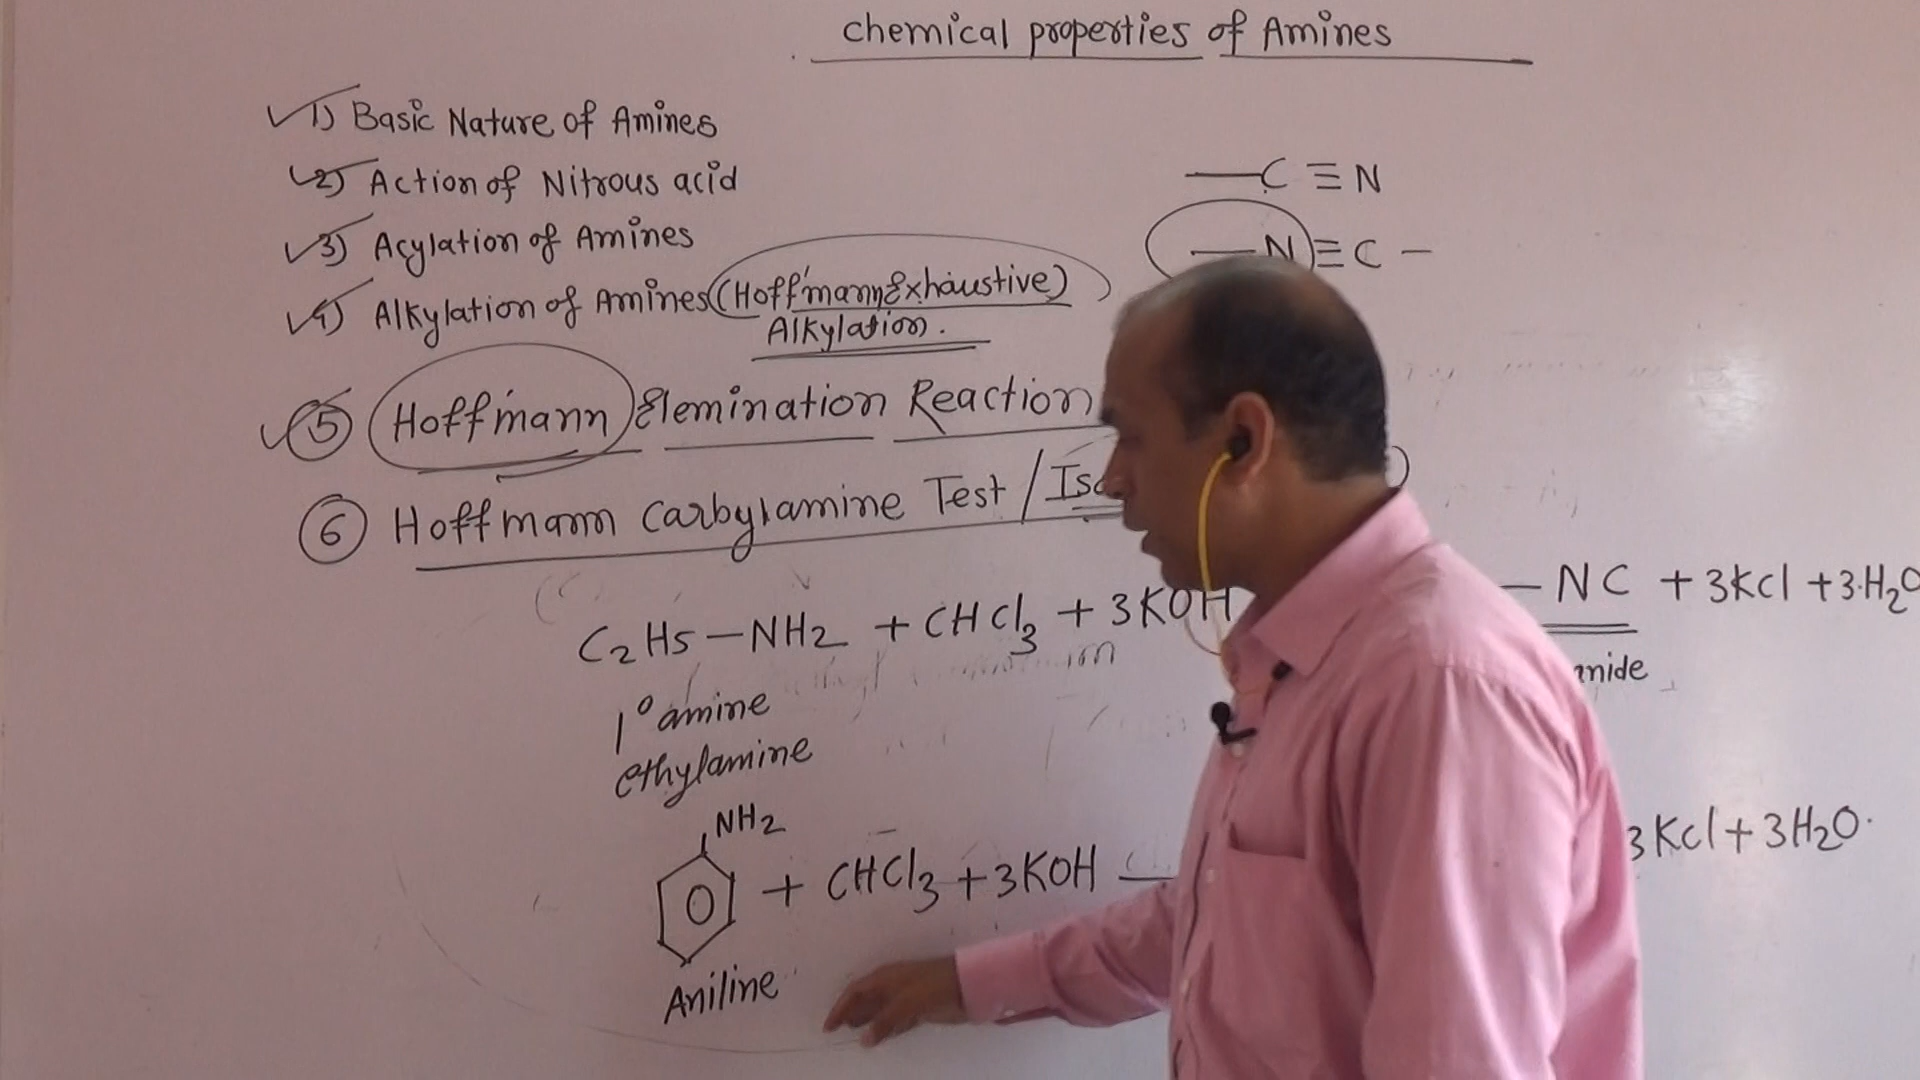 chemical properties of Amines
1) Basic Nature of Amines
2) Action of Nitrous acid
3) Acylation of Amines
4) Alkylation of Amines (Hoffmann Exhaustive)
Alkylation.
5 Hoffmann Elemination Reaction
6 Hoffmann Carbylamine Test /
—C≡N
—N≡C—
C2H5—NH2 + CHCl3 + 3KOH —NC + 3KCl + 3H2O
1° amine
ethylamine
NH2
+ CHCl3 + 3KOH — 3KCl + 3H2O
Aniline